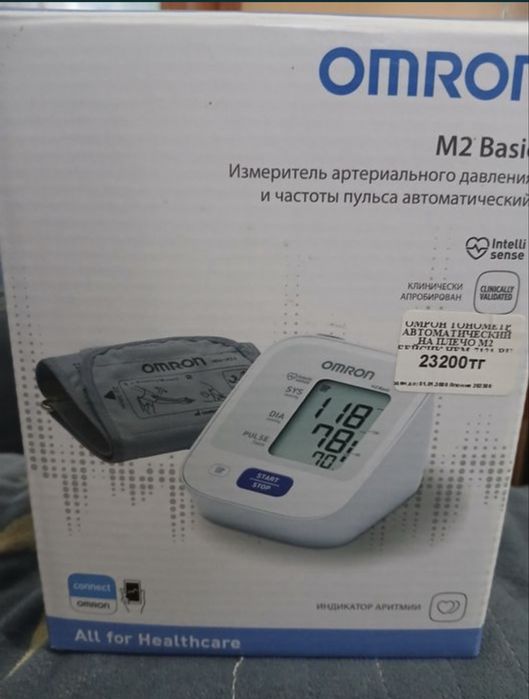 OMRON
M2 Basic
Измеритель артериального давления
и частоты пульса автоматический
Intelli
sense
КЛИНИЧЕСКИ
АПРОБИРОВАН
CLINICALLY
VALIDATED
ОМРОН ТОНОМЕТР
АВТОМАТИЧЕСКИЙ
НА ПЛЕЧО М2
23200тг
OMRON
OMRON
SYS
118
DIA
78
PULSE
70
START
STOP
connect
OMRON
ИНДИКАТОР АРИТМИИ
All for Healthcare